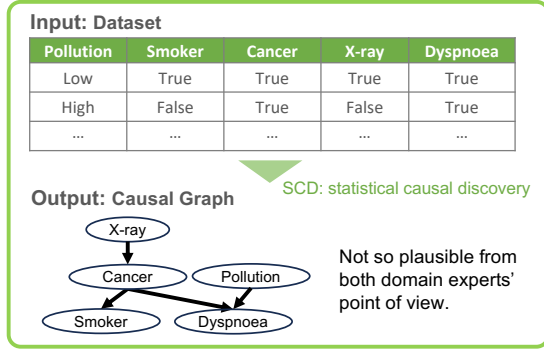 Input: Dataset
Pollution Smoker Cancer X-ray Dyspnoea
Low True True True True
High False True False True
... ... ... ... ...
SCD: statistical causal discovery
Output: Causal Graph
X-ray
Cancer Pollution
Smoker Dyspnoea
Not so plausible from
both domain experts'
point of view.